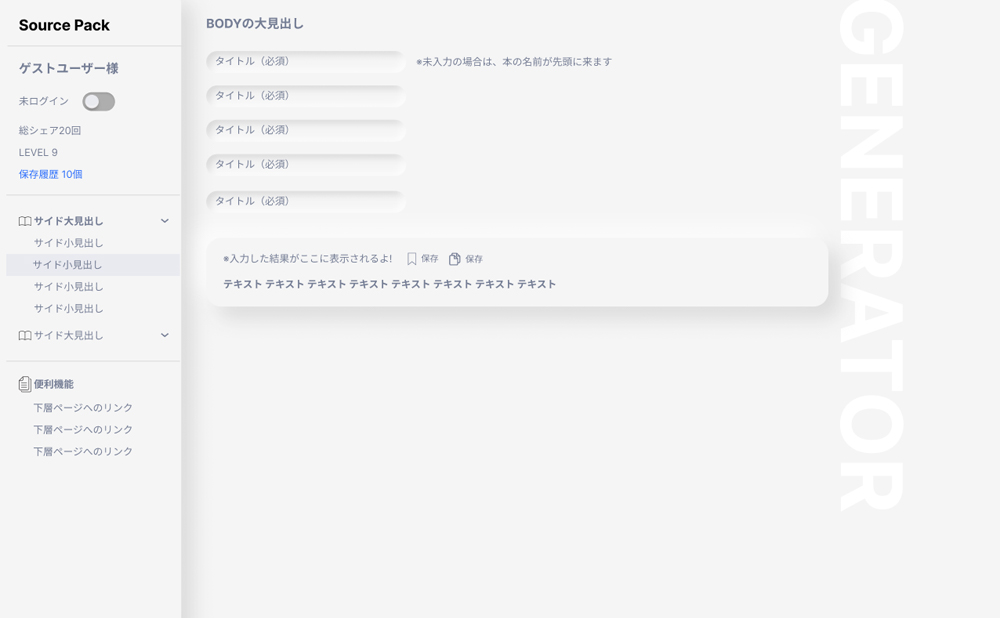 Source Pack
ゲストユーザー様
未ログイン
総シェア20回
LEVEL 9
保存履歴 10個
サイド大見出し
サイド小見出し
サイド小見出し
サイド小見出し
サイド小見出し
サイド大見出し
便利機能
下層ページへのリンク
下層ページへのリンク
下層ページへのリンク
BODYの大見出し
タイトル（必須） ※未入力の場合は、本の名前が先頭に来ます
タイトル（必須）
タイトル（必須）
タイトル（必須）
タイトル（必須）
※入力した結果がここに表示されるよ! 保存 保存
テキスト テキスト テキスト テキスト テキスト テキスト テキスト テキスト
GENERATOR